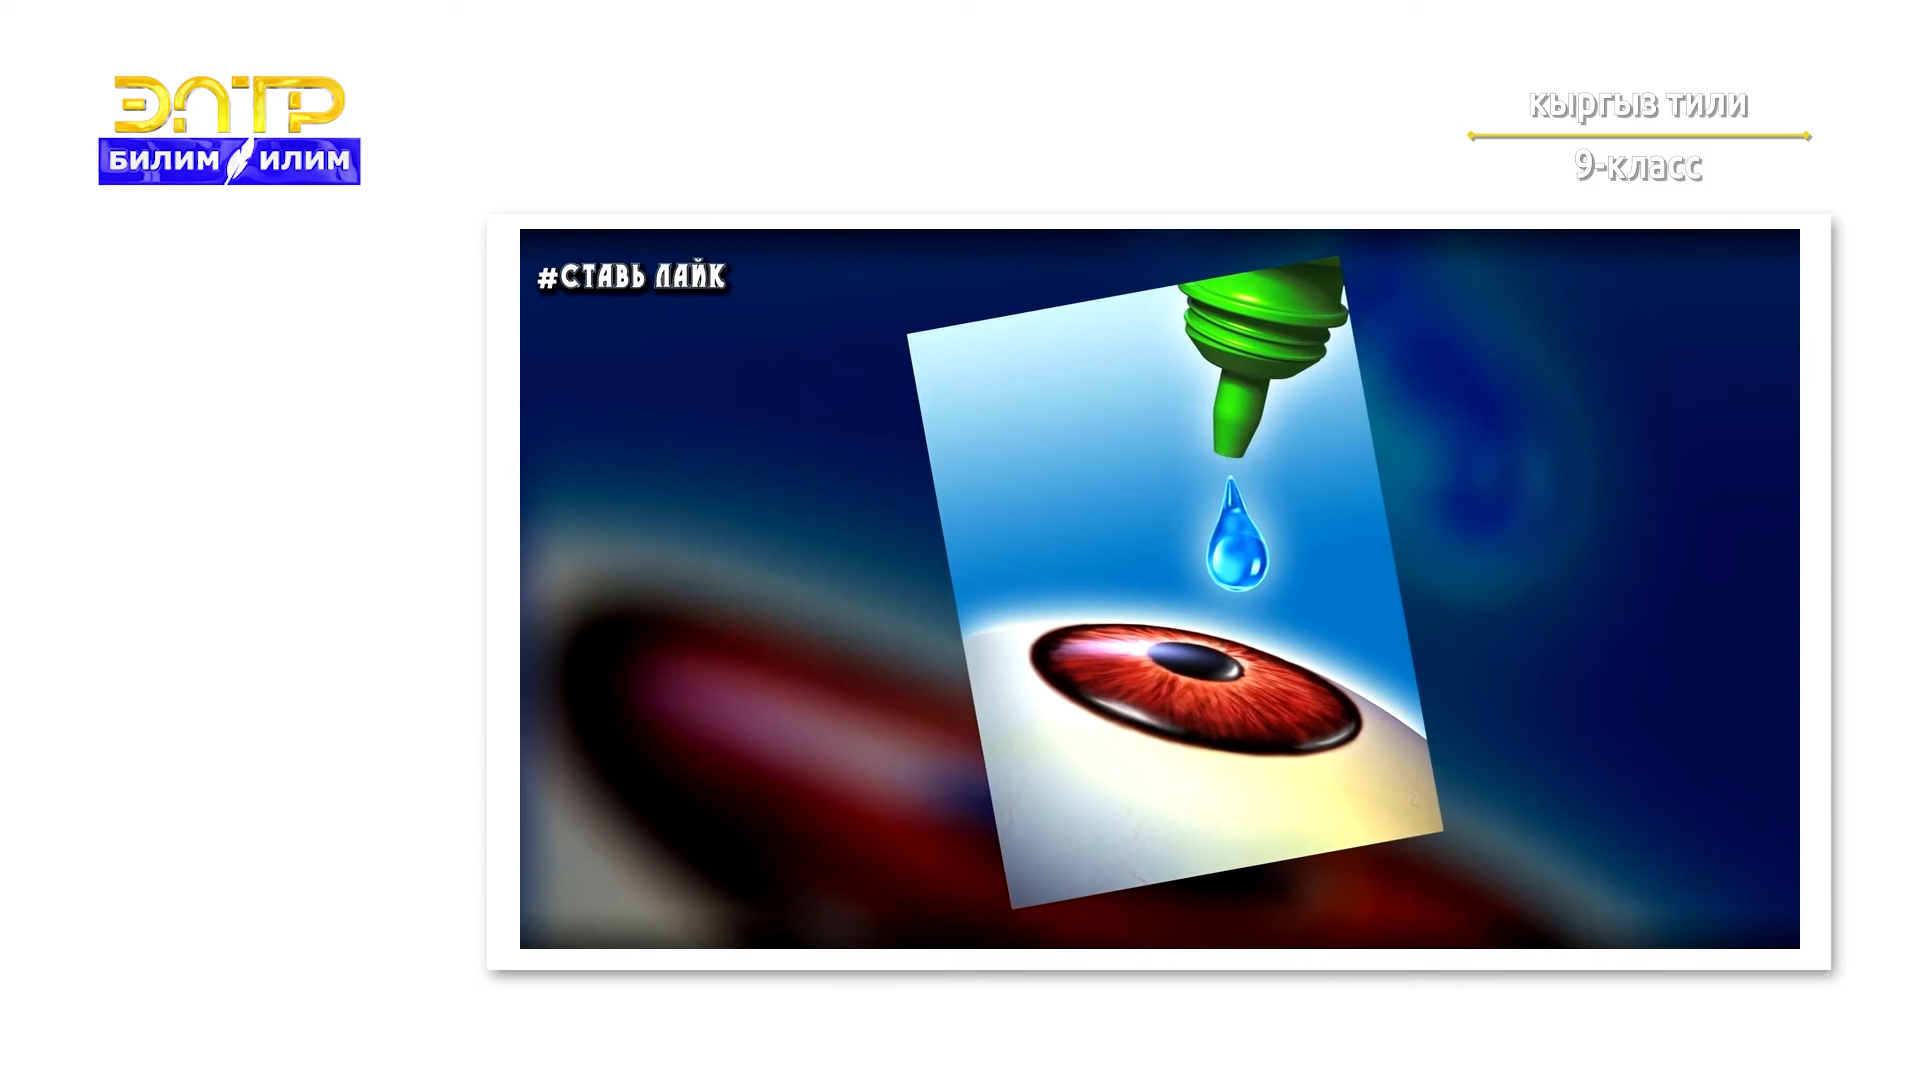 ЭЛТР
БИЛИМ ИЛИМ
кыргыз тили
9-класс
#СТАВЬ ЛАЙК